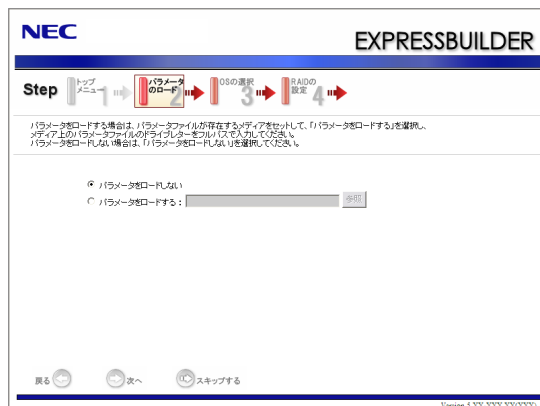 NEC
EXPRESSBUILDER
Step
トップ
メニュー 1
パラメータ
のロード 2
OSの選択
3
RAIDの
設定 4
パラメータをロードする場合は、パラメータファイルが存在するメディアをセットして、「パラメータをロードする」を選択し、
メディア上のパラメータファイルのドライブレターをフルパスで入力してください。
パラメータをロードしない場合は、「パラメータをロードしない」を選択してください。
パラメータをロードしない
パラメータをロードする：
参照
戻る
次へ
スキップする